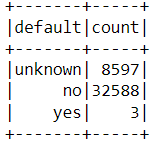 +-------+-----+
|default|count|
+-------+-----+
|unknown| 8597|
|     no|32588|
|    yes|    3|
+-------+-----+